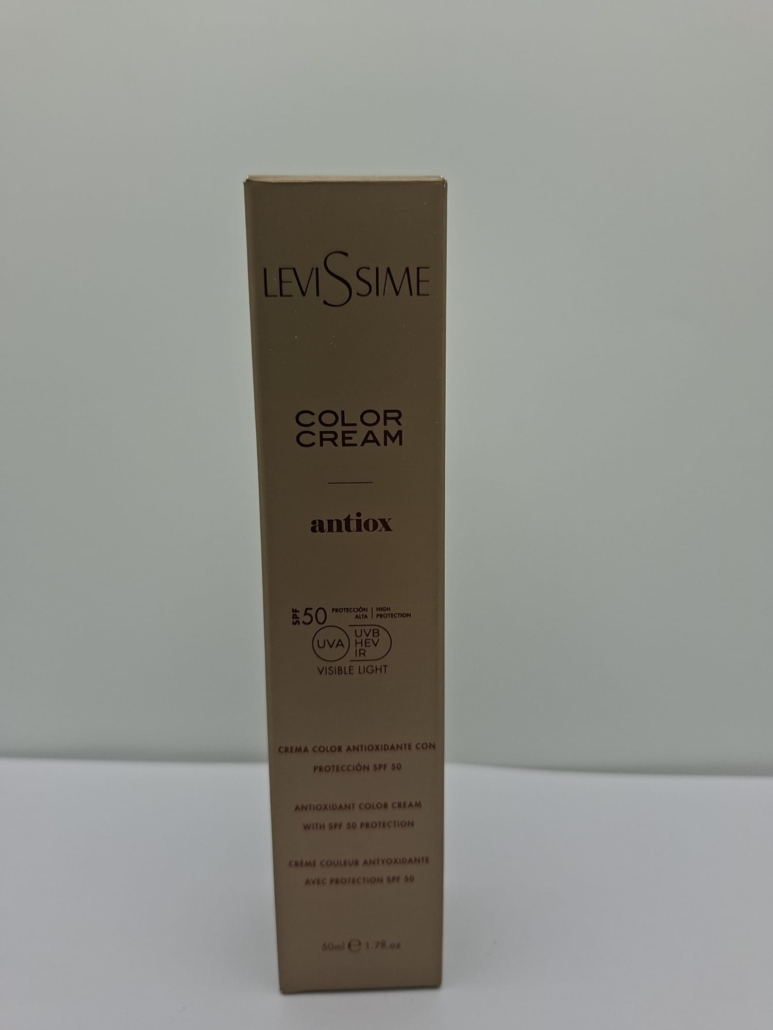 LEVISSIME
COLOR
CREAM
antiox
SPF 50 PROTECCIÓN ALTA | HIGH PROTECTION
UVA UVB HEV IR
VISIBLE LIGHT
CREMA COLOR ANTIOXIDANTE CON
PROTECCIÓN SPF 50
ANTIOXIDANT COLOR CREAM
WITH SPF 50 PROTECTION
CRÈME COULEUR ANTYOXIDANTE
AVEC PROTECTION SPF 50
50ml ℮ 1.7fl.oz